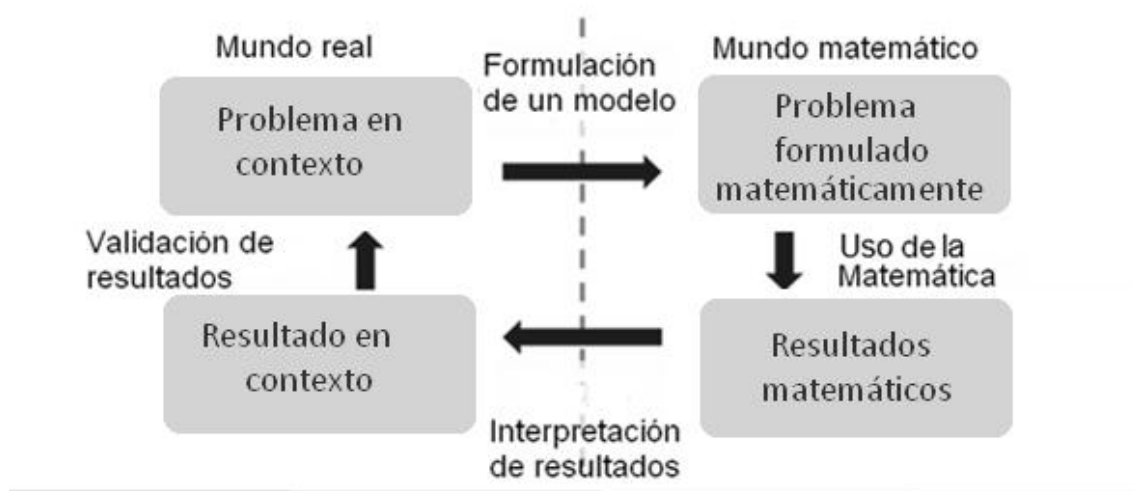 Mundo real
Formulación
de un modelo
Mundo matemático
Problema en
contexto
Problema
formulado
matemáticamente
Validación de
resultados
Uso de la
Matemática
Resultado en
contexto
Resultados
matemáticos
Interpretación
de resultados